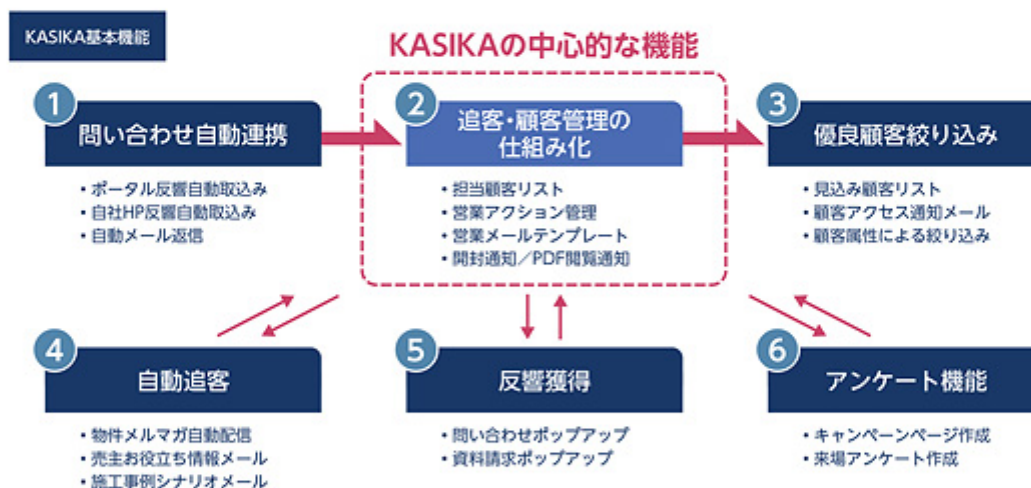 KASIKA基本機能
KASIKAの中心的な機能
1
問い合わせ自動連携
・ポータル反響自動取込み
・自社HP反響自動取込み
・自動メール返信
2
追客・顧客管理の
仕組み化
・担当顧客リスト
・営業アクション管理
・営業メールテンプレート
・開封通知／PDF閲覧通知
3
優良顧客絞り込み
・見込み顧客リスト
・顧客アクセス通知メール
・顧客属性による絞り込み
4
自動追客
・物件メルマガ自動配信
・売主お役立ち情報メール
・施工事例シナリオメール
5
反響獲得
・問い合わせポップアップ
・資料請求ポップアップ
6
アンケート機能
・キャンペーンページ作成
・来場アンケート作成